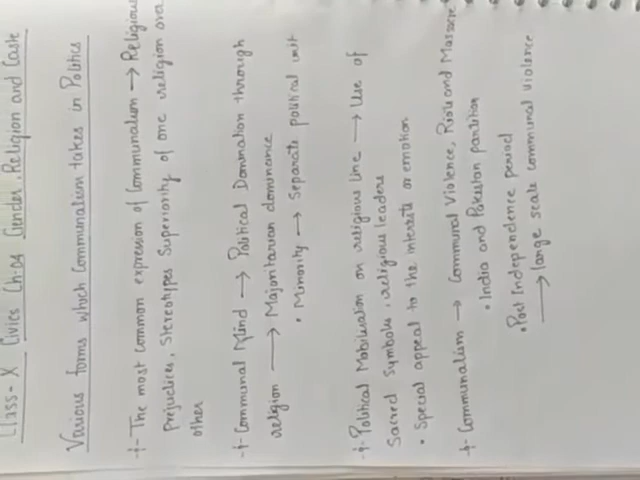 Class-X Civics Ch-04 Gender, Religion and Caste
Various forms which Communalism takes in Politics
-|- The most common expression of Communalism → Religious
Prejudices, Stereotypes Superiority of one religion over
other
-|- Communal Mind → Political Domination through
religion → Majoritarian dominance
• Minority → Separate political unit
-|- Political Mobilisation on religious line → Use of
Sacred Symbols, religious leaders
• Special appeal to the interests or emotion
-|- Communalism → Communal Violence, Riots and Massacre
• India and Pakistan partition
• Post Independence period
→ large scale communal violence